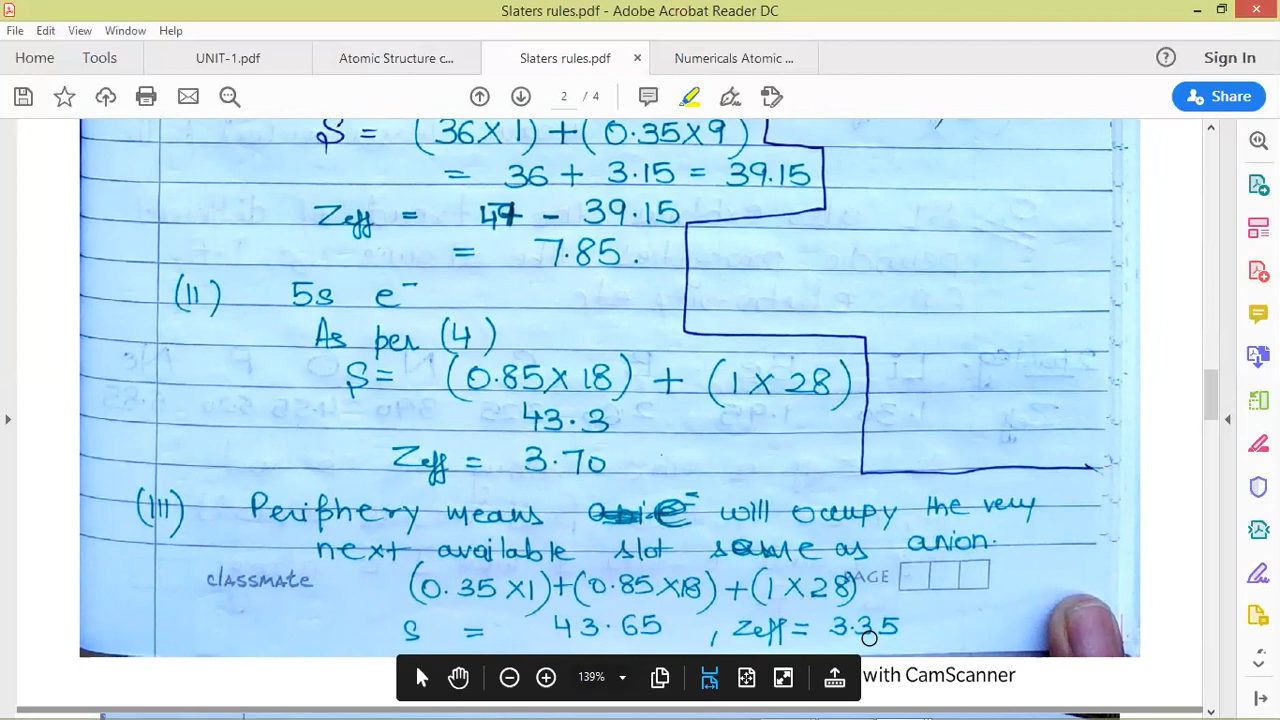 Slaters rules.pdf - Adobe Acrobat Reader DC
File Edit View Window Help
Home Tools UNIT-1.pdf Atomic Structure c... Slaters rules.pdf × Numericals Atomic ... Sign In
2 / 4 Share
S = (36 X 1) + (0.35 X 9)
= 36 + 3.15 = 39.15
Zeff = 47 - 39.15
= 7.85.
(II) 5s e⁻
As per (4)
S = (0.85 X 18) + (1 X 28)
43.3
Zeff = 3.70
(III) Periphery means e⁻ will occupy the very
next available slot same as anion.
classmate PAGE
(0.35 X 1) + (0.85 X 18) + (1 X 28)
S = 43.65 , Zeff = 3.35
139%
with CamScanner